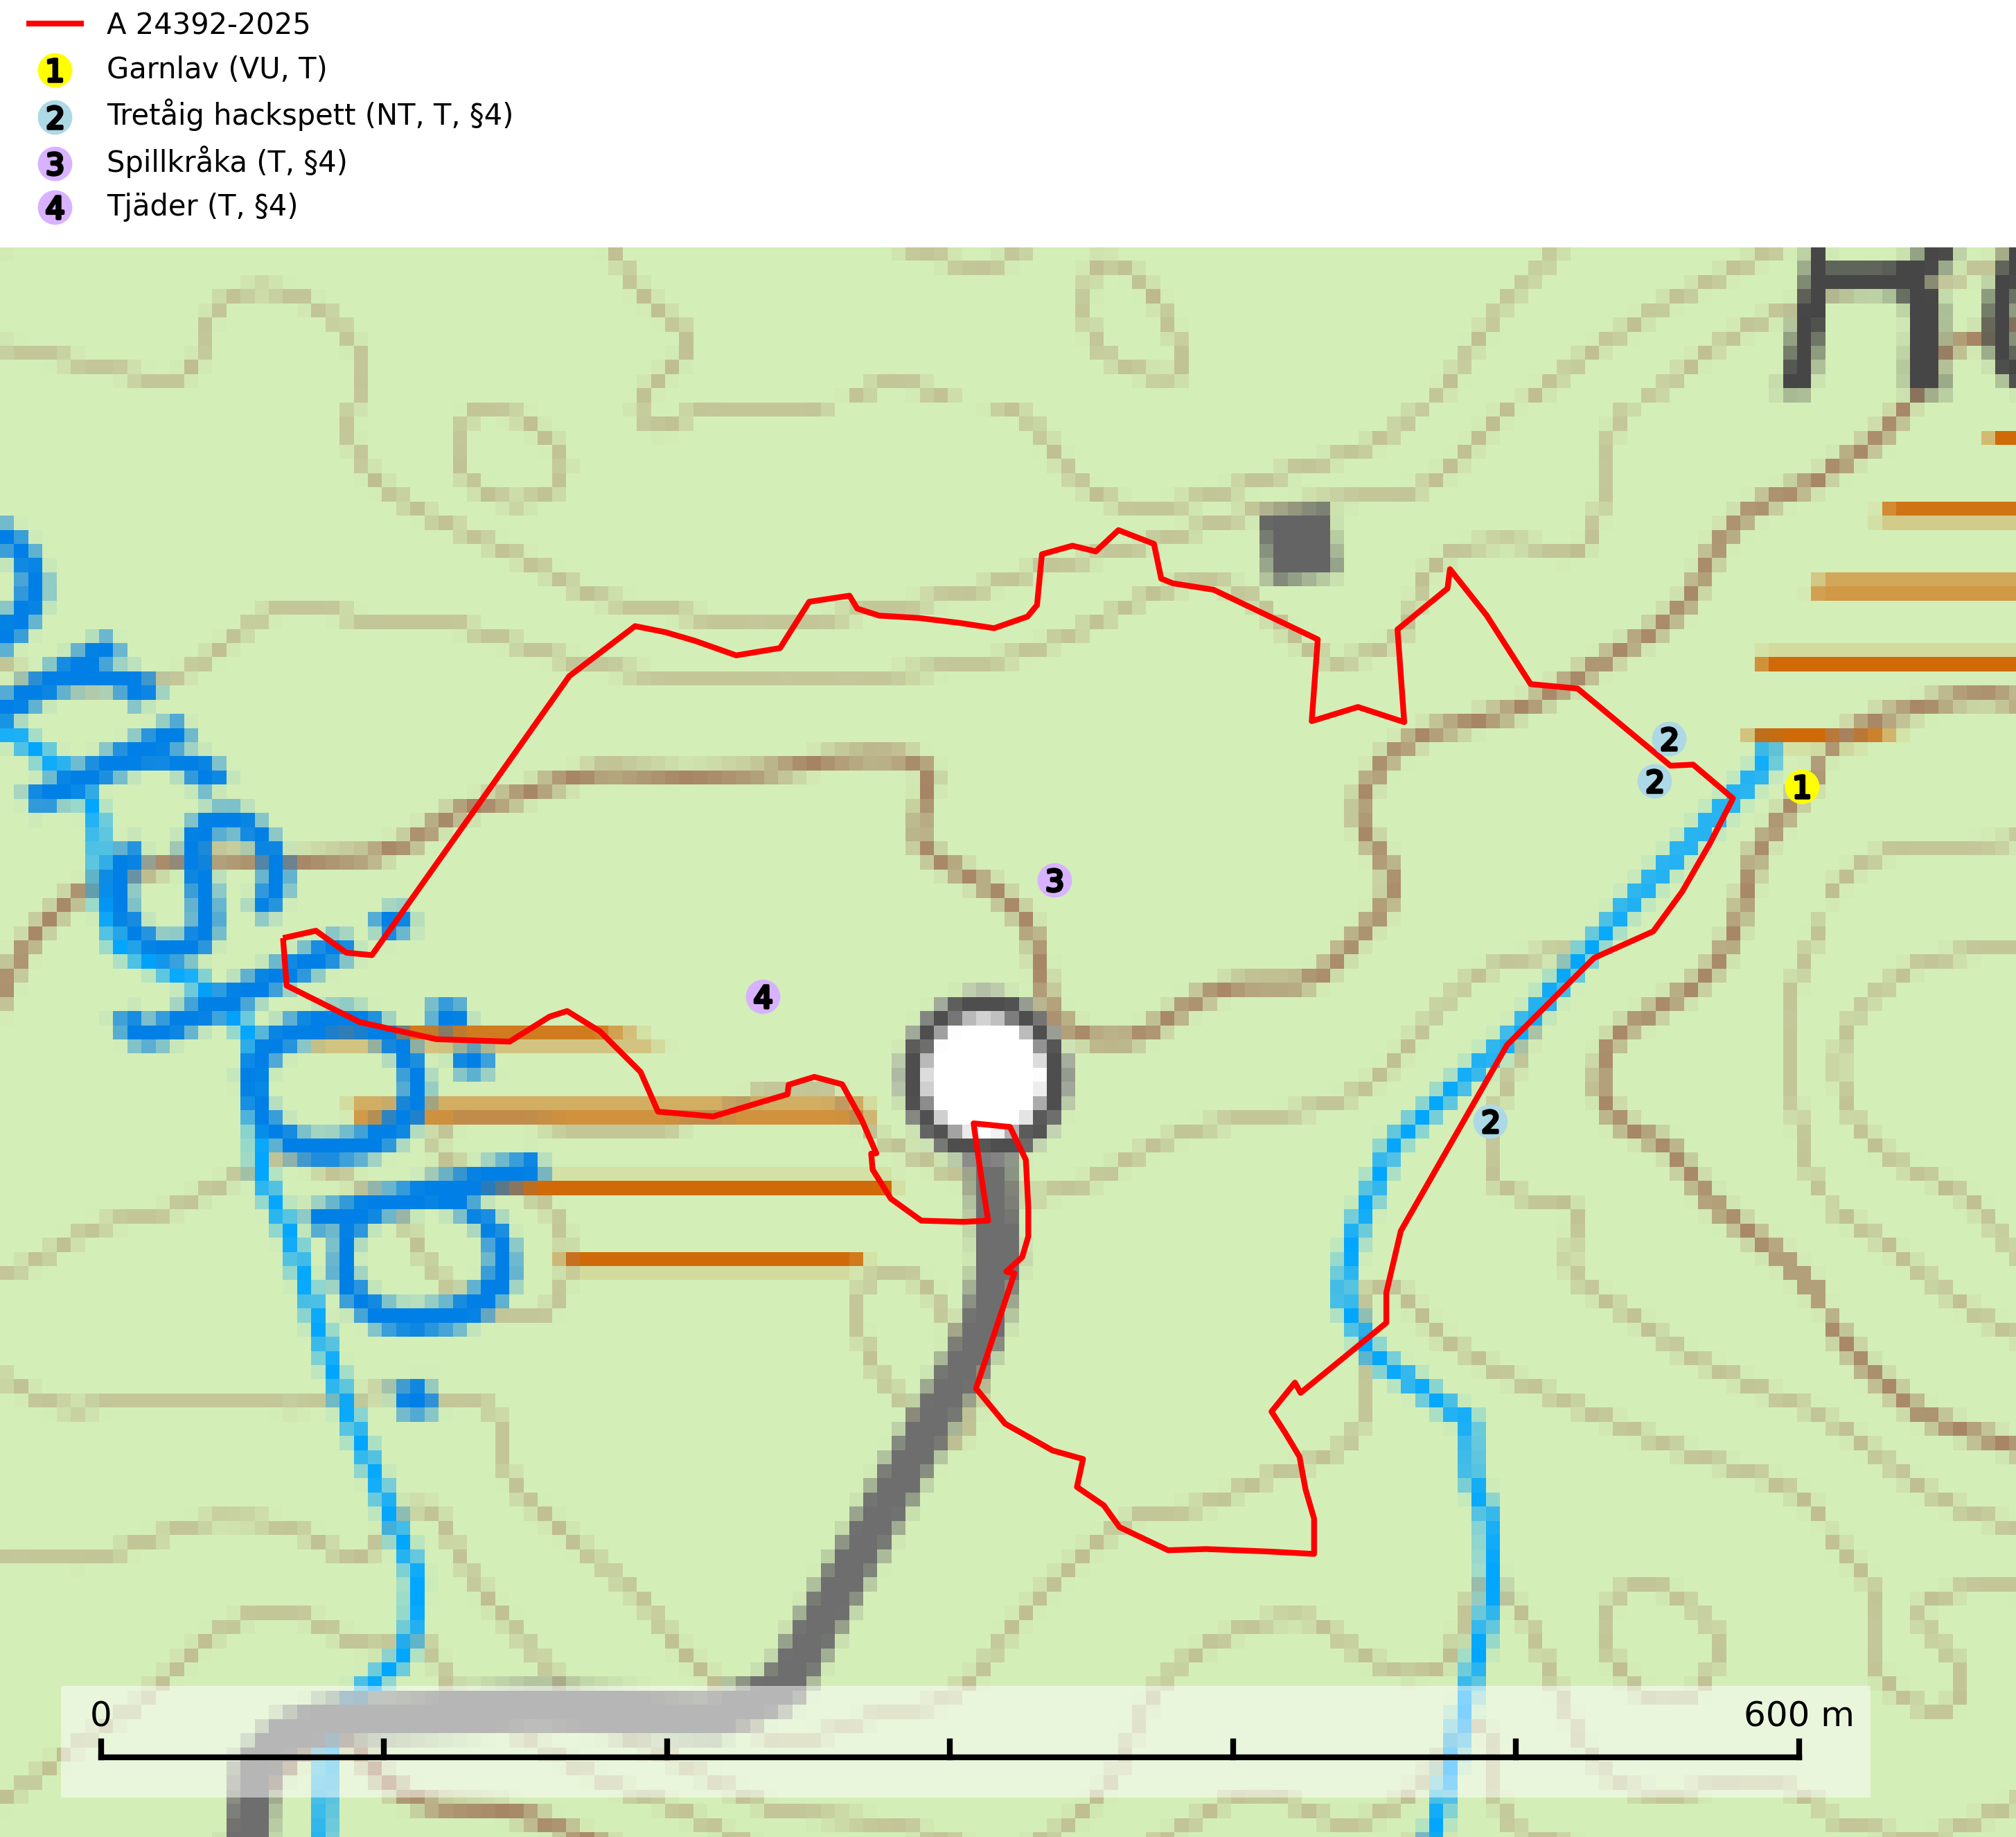 A 24392-2025
1 Garnlav (VU, T)
2 Tretåig hackspett (NT, T, §4)
3 Spillkråka (T, §4)
4 Tjäder (T, §4)
2
2
1
3
4
2
0 600 m